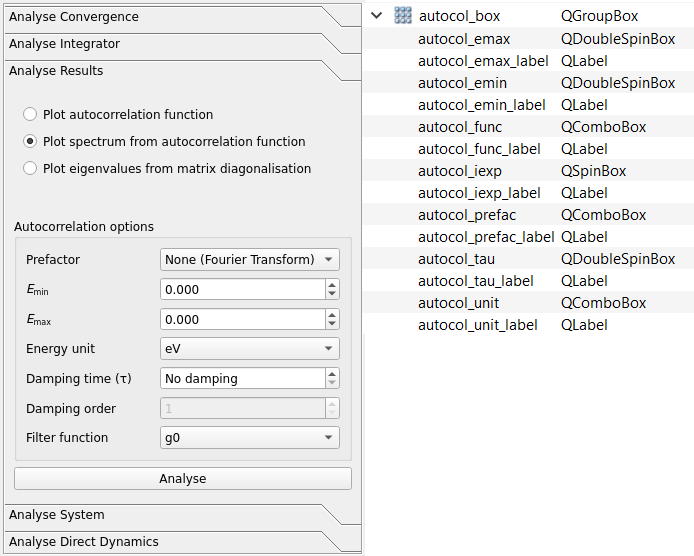 Analyse Convergence
Analyse Integrator
Analyse Results
Plot autocorrelation function
Plot spectrum from autocorrelation function
Plot eigenvalues from matrix diagonalisation
Autocorrelation options
Prefactor None (Fourier Transform)
Emin 0.000
Emax 0.000
Energy unit eV
Damping time (τ) No damping
Damping order 1
Filter function g0
Analyse
Analyse System
Analyse Direct Dynamics
autocol_box QGroupBox
autocol_emax QDoubleSpinBox
autocol_emax_label QLabel
autocol_emin QDoubleSpinBox
autocol_emin_label QLabel
autocol_func QComboBox
autocol_func_label QLabel
autocol_iexp QSpinBox
autocol_iexp_label QLabel
autocol_prefac QComboBox
autocol_prefac_label QLabel
autocol_tau QDoubleSpinBox
autocol_tau_label QLabel
autocol_unit QComboBox
autocol_unit_label QLabel